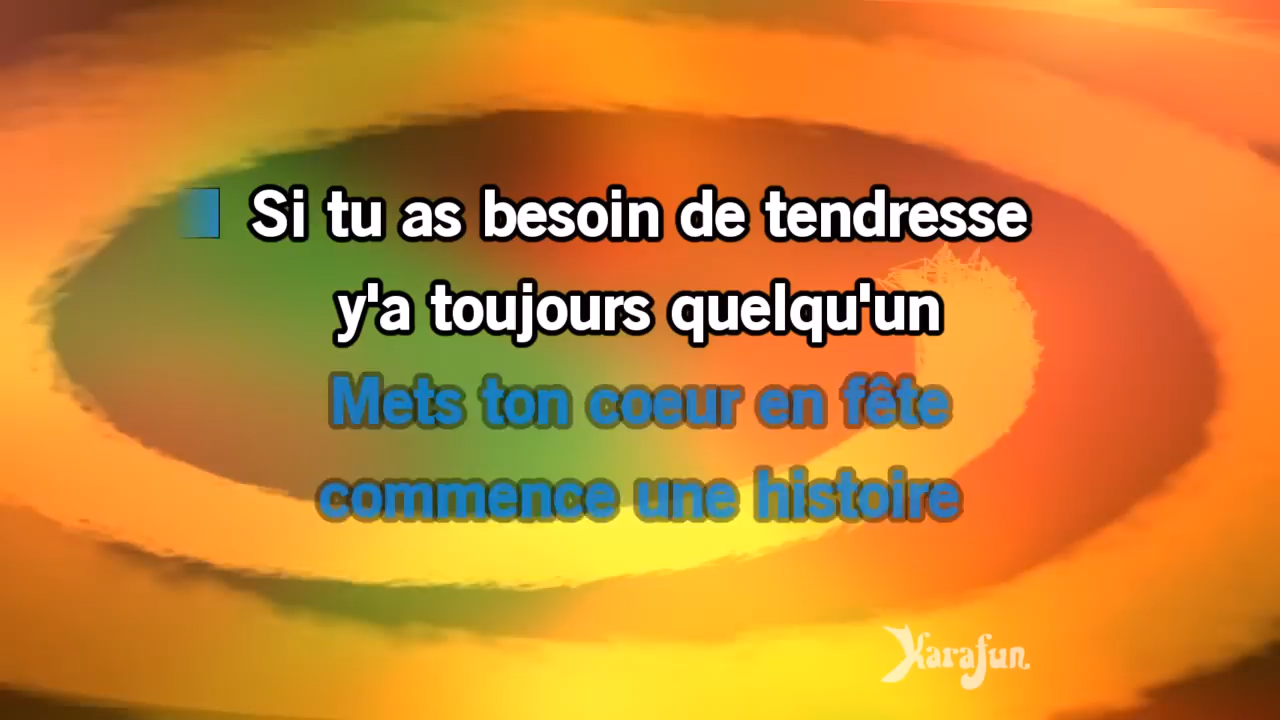 Si tu as besoin de tendresse
y'a toujours quelqu'un
Mets ton coeur en fête
commence une histoire
Karafun